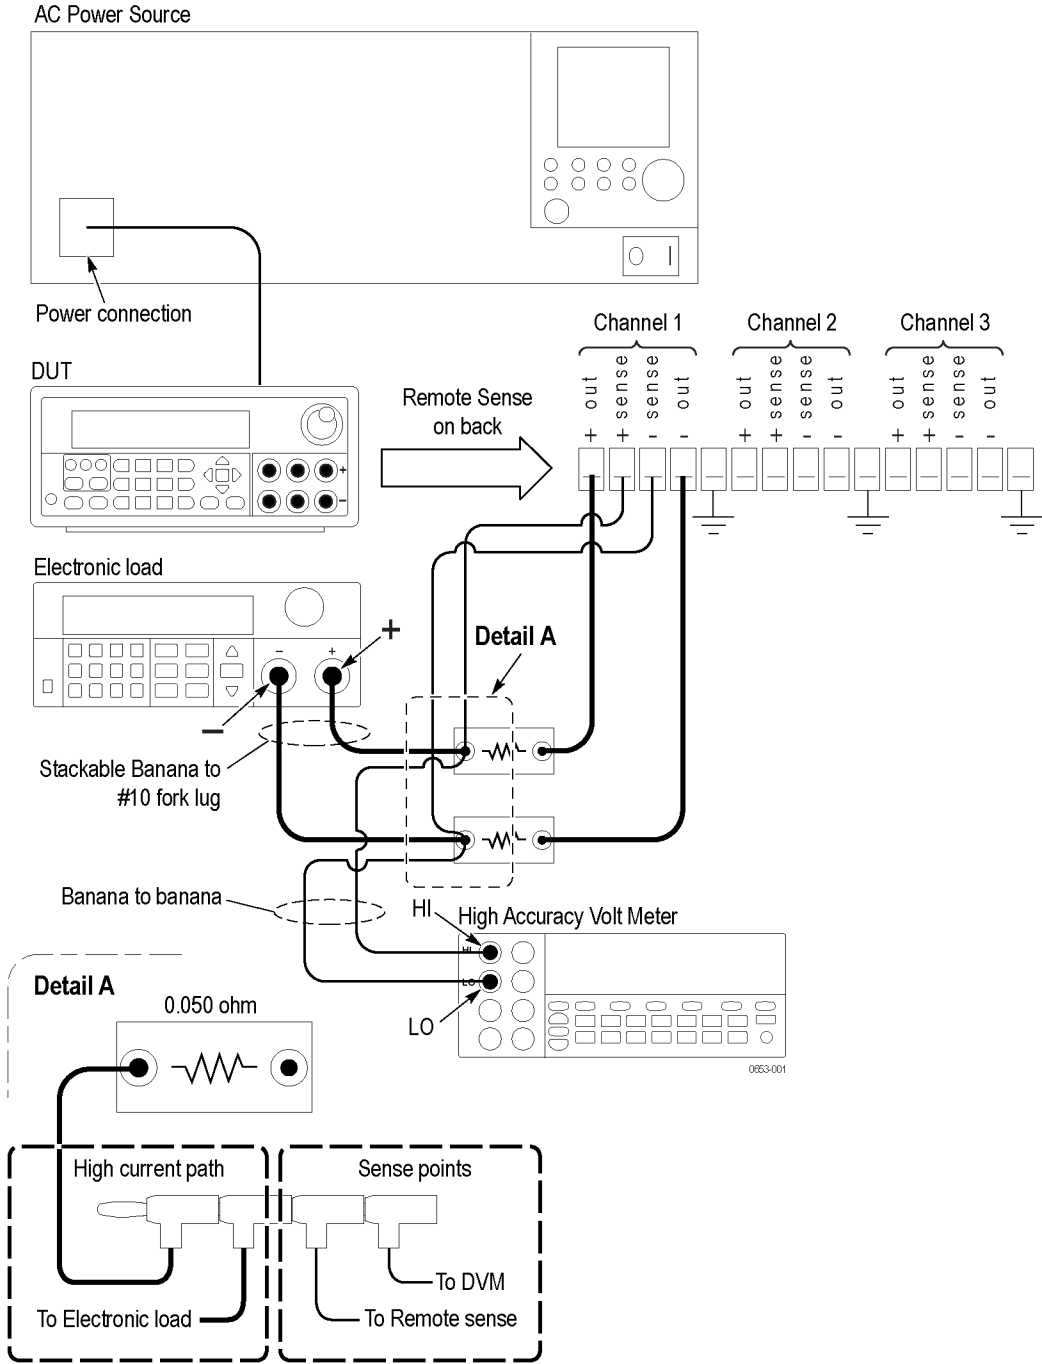 AC Power Source
Power connection
DUT
+
−
Remote Sense
on back
Channel 1
Channel 2
Channel 3
+ out
+ sense
- sense
- out
+ out
+ sense
- sense
- out
+ out
+ sense
- sense
- out
Electronic load
−
+
+
−
Detail A
Stackable Banana to
#10 fork lug
Banana to banana
HI
High Accuracy Volt Meter
HI
LO
LO
0653-001
Detail A
0.050 ohm
High current path
Sense points
To DVM
To Electronic load
To Remote sense